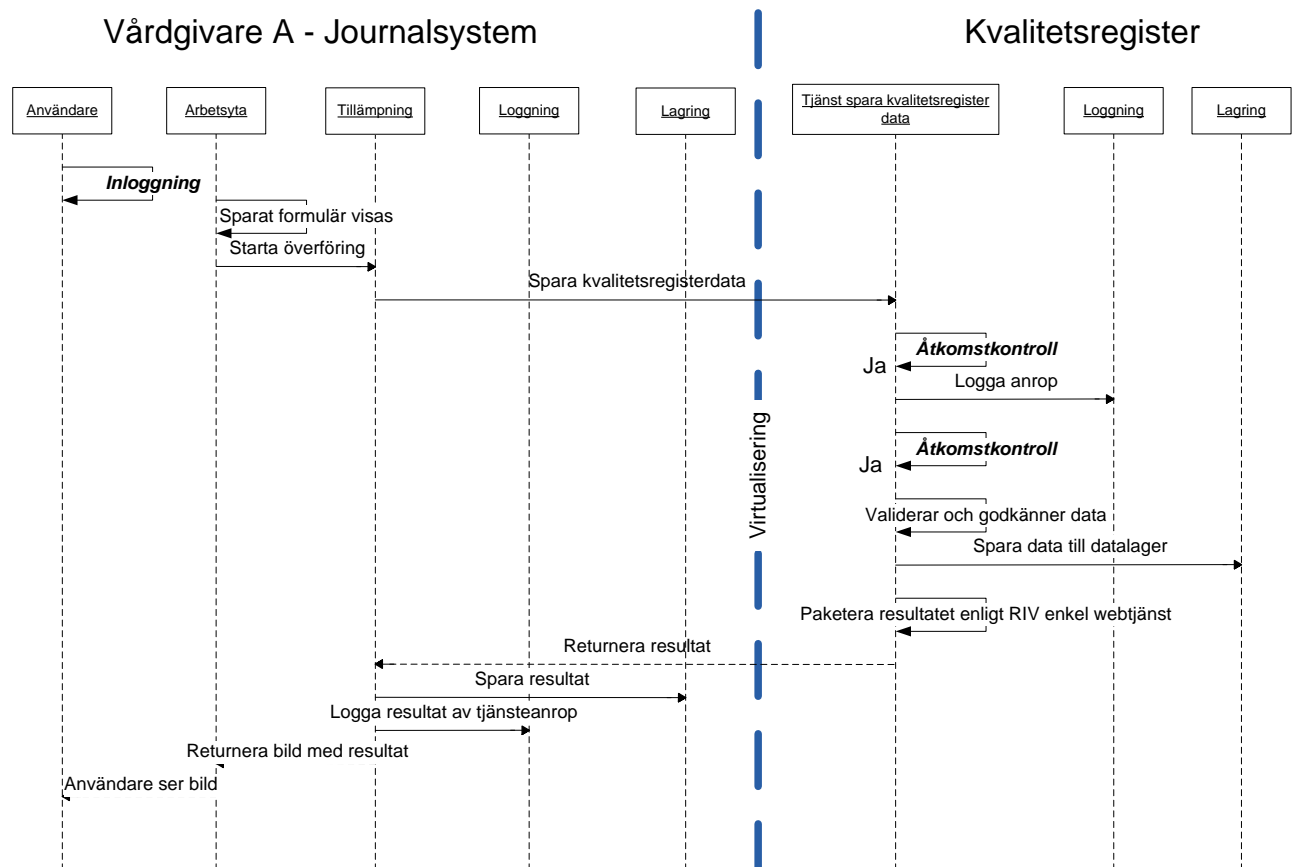 Vårdgivare A - Journalsystem
Kvalitetsregister
Användare
Arbetsyta
Tillämpning
Loggning
Lagring
Tjänst spara kvalitetsregister
data
Loggning
Lagring
Inloggning
Sparat formulär visas
Starta överföring
Spara kvalitetsregisterdata
Åtkomstkontroll
Ja
Logga anrop
Virtualisering
Åtkomstkontroll
Ja
Validerar och godkänner data
Spara data till datalager
Paketera resultatet enligt RIV enkel webtjänst
Returnera resultat
Spara resultat
Logga resultat av tjänsteanrop
Returnera bild med resultat
Användare ser bild